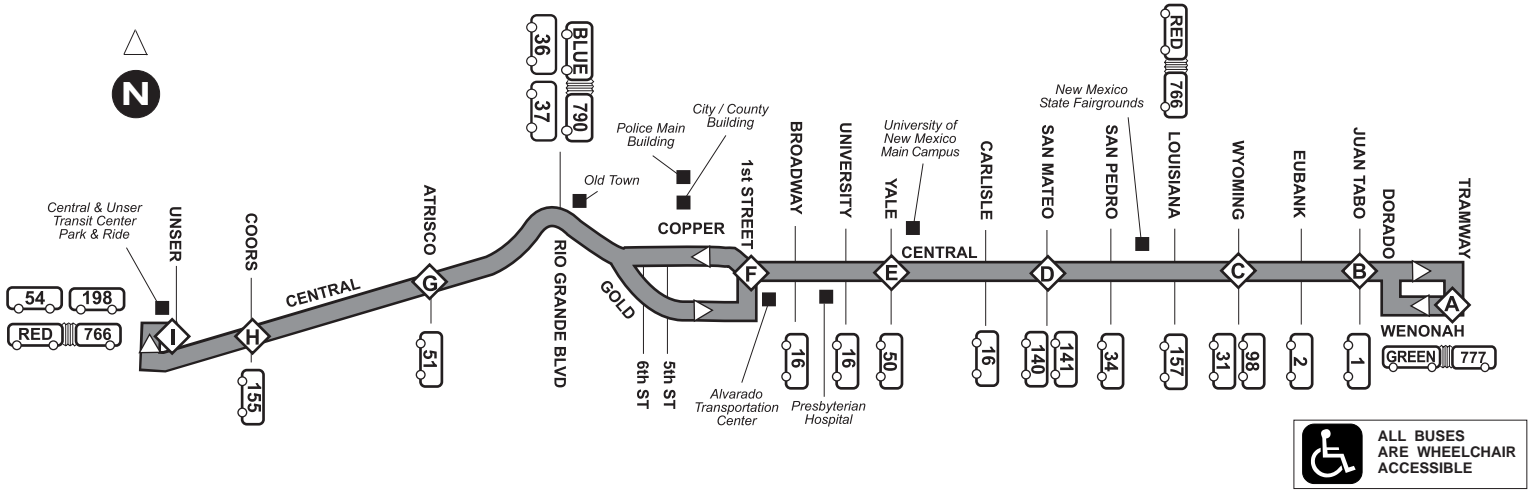 N
Central & Unser
Transit Center
Park & Ride
UNSER
54
198
RED
766
I
COORS
H
155
CENTRAL
ATRISCO
G
51
36
37
BLUE
790
RIO GRANDE BLVD
Old Town
Police Main
Building
City / County
Building
COPPER
GOLD
6th ST
5th ST
1st STREET
F
Alvarado
Transportation
Center
BROADWAY
16
UNIVERSITY
16
Presbyterian
Hospital
YALE
E
50
University of
New Mexico
Main Campus
CENTRAL
CARLISLE
16
SAN MATEO
D
140
141
SAN PEDRO
34
New Mexico
State Fairgrounds
RED
766
LOUISIANA
157
WYOMING
C
31
98
EUBANK
2
JUAN TABO
B
1
DORADO
TRAMWAY
A
WENONAH
GREEN
777
ALL BUSES
ARE WHEELCHAIR
ACCESSIBLE